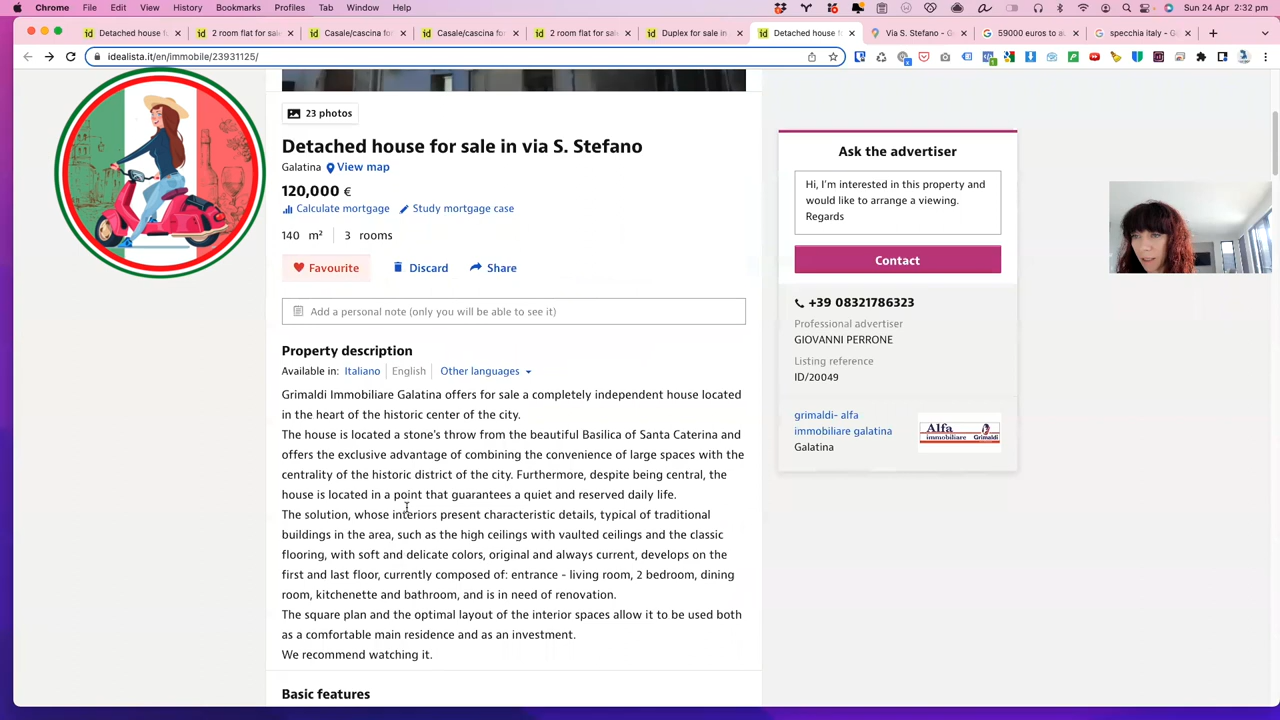 Chrome File Edit View History Bookmarks Profiles Tab Window Help Sun 24 Apr 2:32 pm
Detached house f 2 room flat for sa Casale/cascina for Casale/cascina for 2 room flat for sa Duplex for sale in Detached house f Via S. Stefano - G 59000 euros to a specchia italy - G
idealista.it/en/immobile/23931125/
23 photos
Detached house for sale in via S. Stefano
Galatina View map
120,000 €
Calculate mortgage Study mortgage case
140 m² 3 rooms
Favourite Discard Share
Add a personal note (only you will be able to see it)
Property description
Available in: Italiano English Other languages
Grimaldi Immobiliare Galatina offers for sale a completely independent house located
in the heart of the historic center of the city.
The house is located a stone's throw from the beautiful Basilica of Santa Caterina and
offers the exclusive advantage of combining the convenience of large spaces with the
centrality of the historic district of the city. Furthermore, despite being central, the
house is located in a point that guarantees a quiet and reserved daily life.
The solution, whose interiors present characteristic details, typical of traditional
buildings in the area, such as the high ceilings with vaulted ceilings and the classic
flooring, with soft and delicate colors, original and always current, develops on the
first and last floor, currently composed of: entrance - living room, 2 bedroom, dining
room, kitchenette and bathroom, and is in need of renovation.
The square plan and the optimal layout of the interior spaces allow it to be used both
as a comfortable main residence and as an investment.
We recommend watching it.
Basic features
Ask the advertiser
Hi, I'm interested in this property and
would like to arrange a viewing.
Regards
Contact
+39 08321786323
Professional advertiser
GIOVANNI PERRONE
Listing reference
ID/20049
grimaldi- alfa
immobiliare galatina
Galatina
Alfa
immobiliare Grimaldi